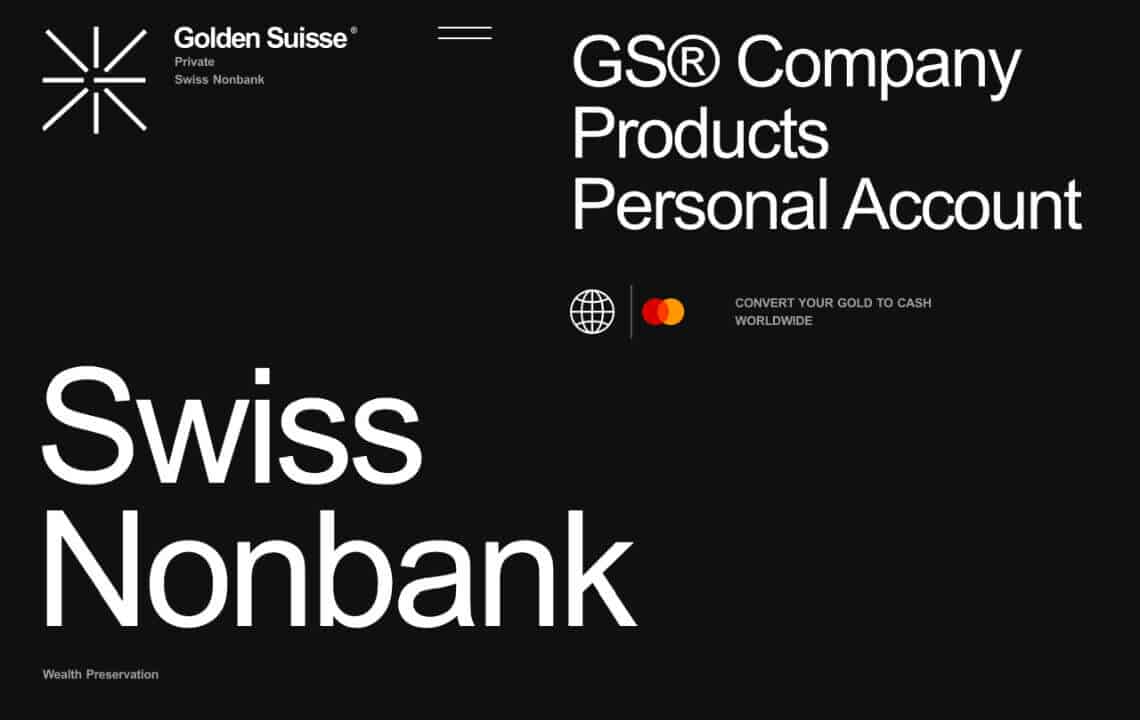 Golden Suisse®
Private
Swiss Nonbank
GS® Company
Products
Personal Account
CONVERT YOUR GOLD TO CASH
WORLDWIDE
Swiss
Nonbank
Wealth Preservation